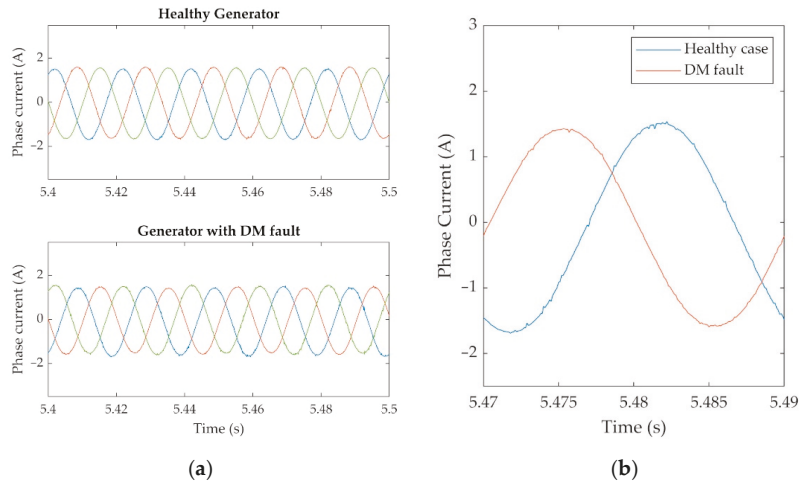 Healthy Generator
Phase current (A)
2
0
−2
5.4 5.42 5.44 5.46 5.48 5.5
Generator with DM fault
Phase current (A)
2
0
−2
5.4 5.42 5.44 5.46 5.48 5.5
Time (s)
(a)
Healthy case
DM fault
Phase Current (A)
3
2
1
0
-1
-2
5.47 5.475 5.48 5.485 5.49
Time (s)
(b)